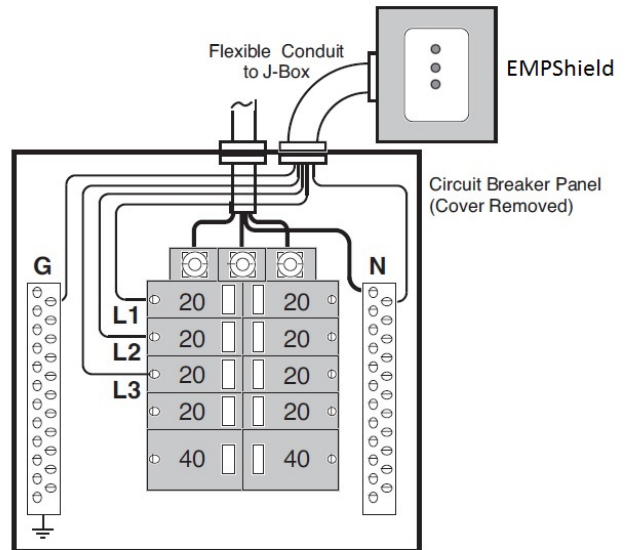 Flexible Conduit
to J-Box
EMPShield
Circuit Breaker Panel
(Cover Removed)
G
N
L1
20
20
L2
20
20
L3
20
20
20
20
40
40